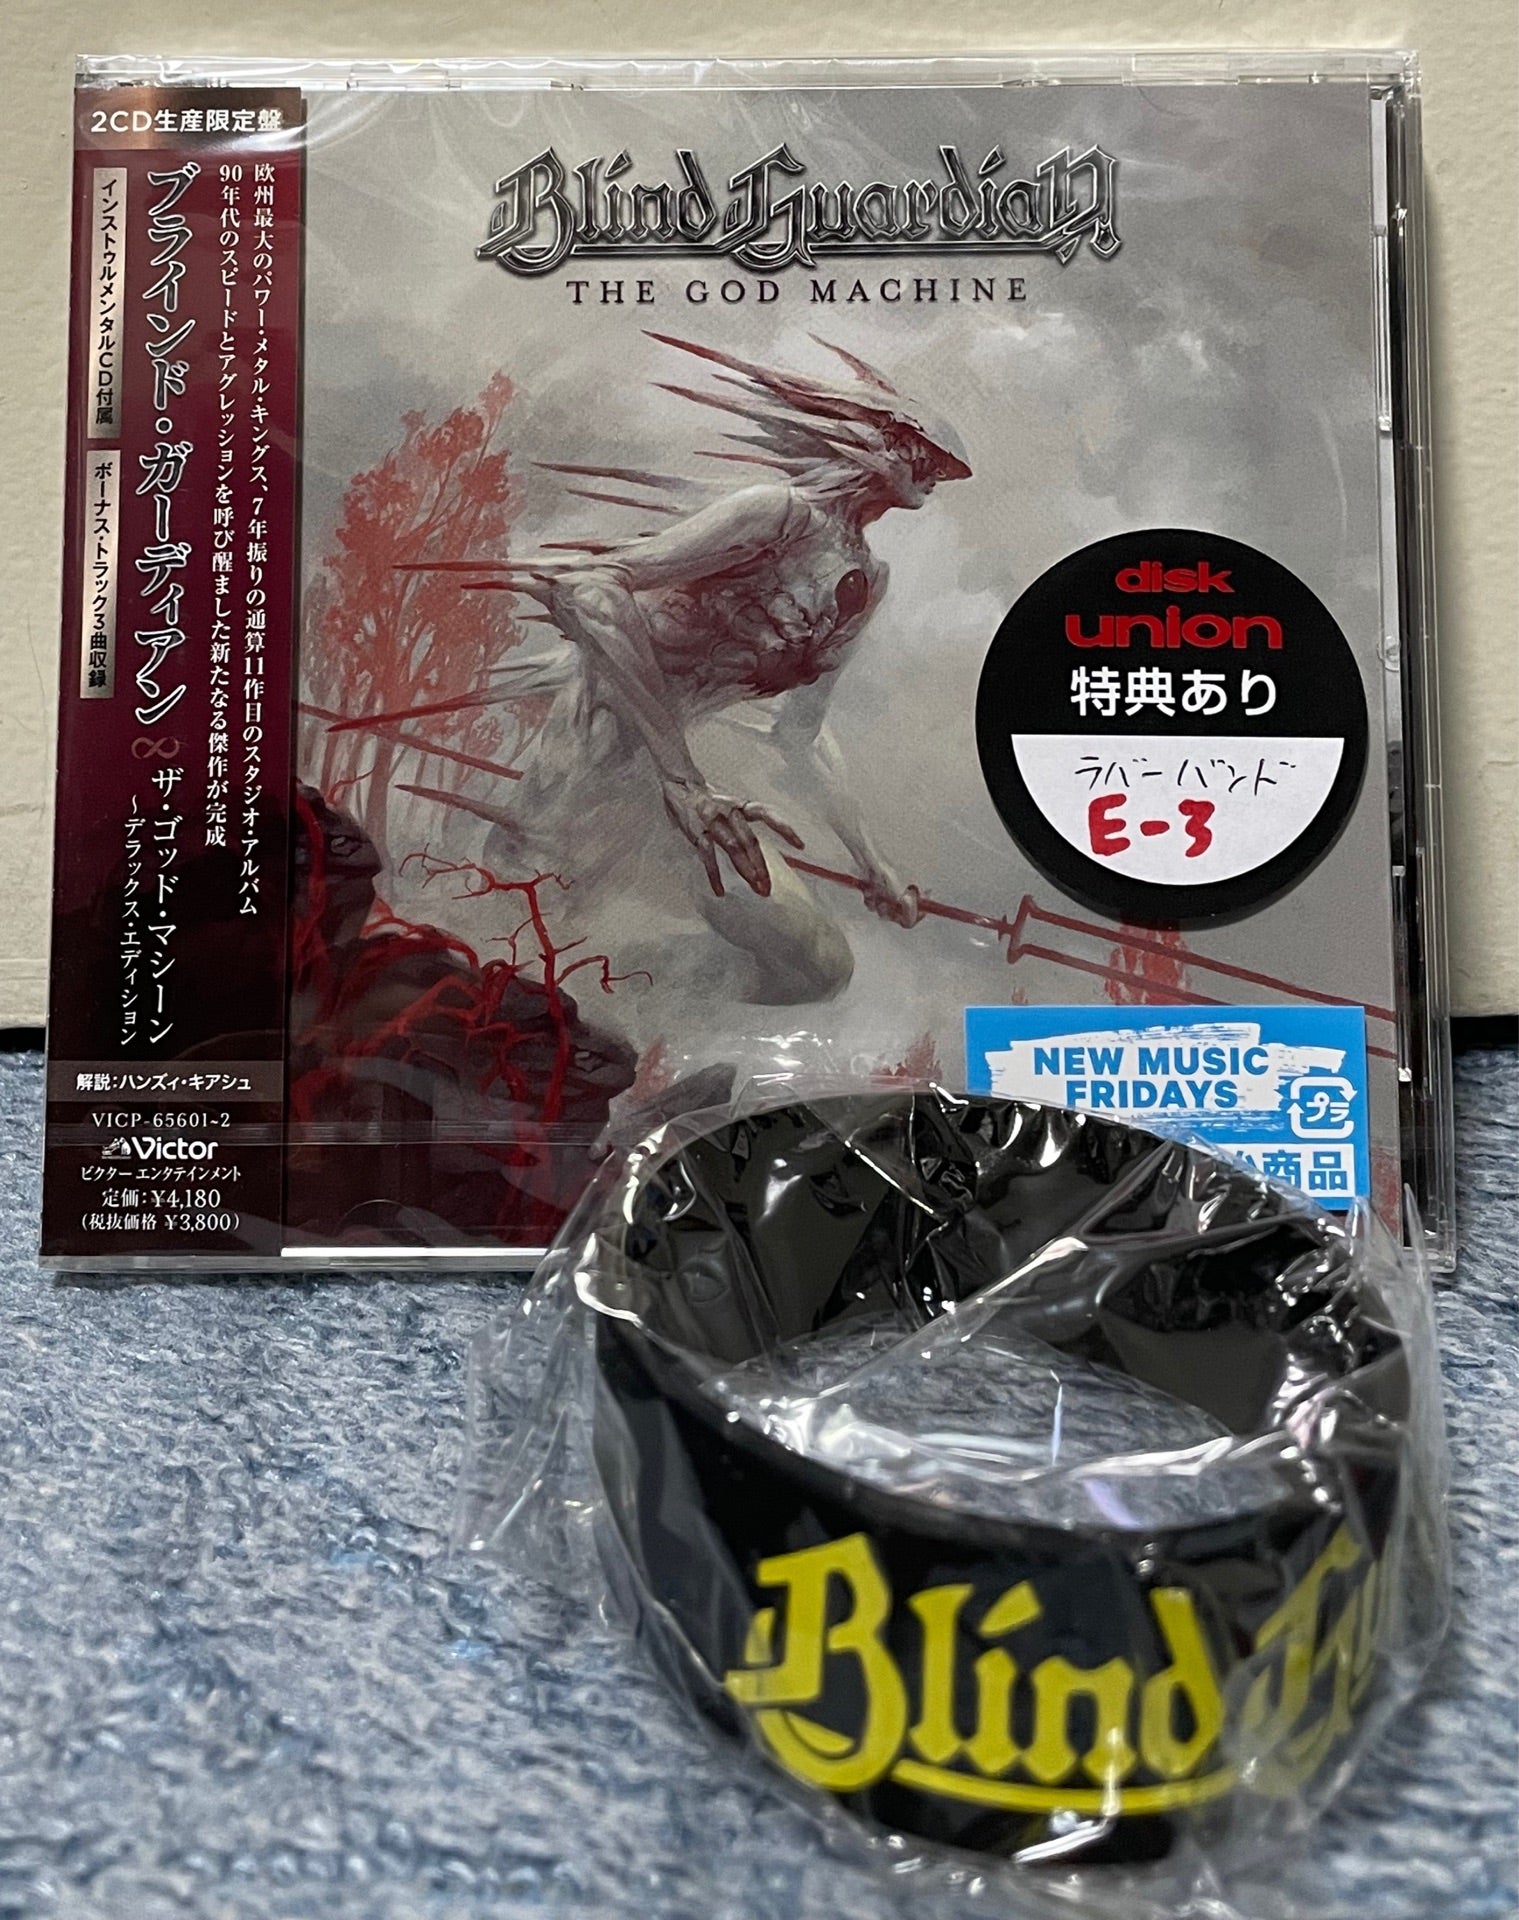 2CD生産限定盤
欧州最大のパワー・メタル・キングス、7年振りの通算11作目のスタジオ・アルバム
90年代のスピードとアグレッションを呼び醒ました新たなる傑作が完成
ブラインド・ガーディアン∞ザ・ゴッド・マシーン
~デラックス・エディション
インストゥルメンタルCD付属
ボーナス・トラック3曲収録
解説:ハンズィ・キアシュ
VICP-65601~2
Victor
ビクター エンタテインメント
定価:¥4,180
(税抜価格 ¥3,800)
Blind Guardian
THE GOD MACHINE
disk
union
特典あり
ラバーバンド
E-3
NEW MUSIC
FRIDAYS
プラ
商品
Blind G